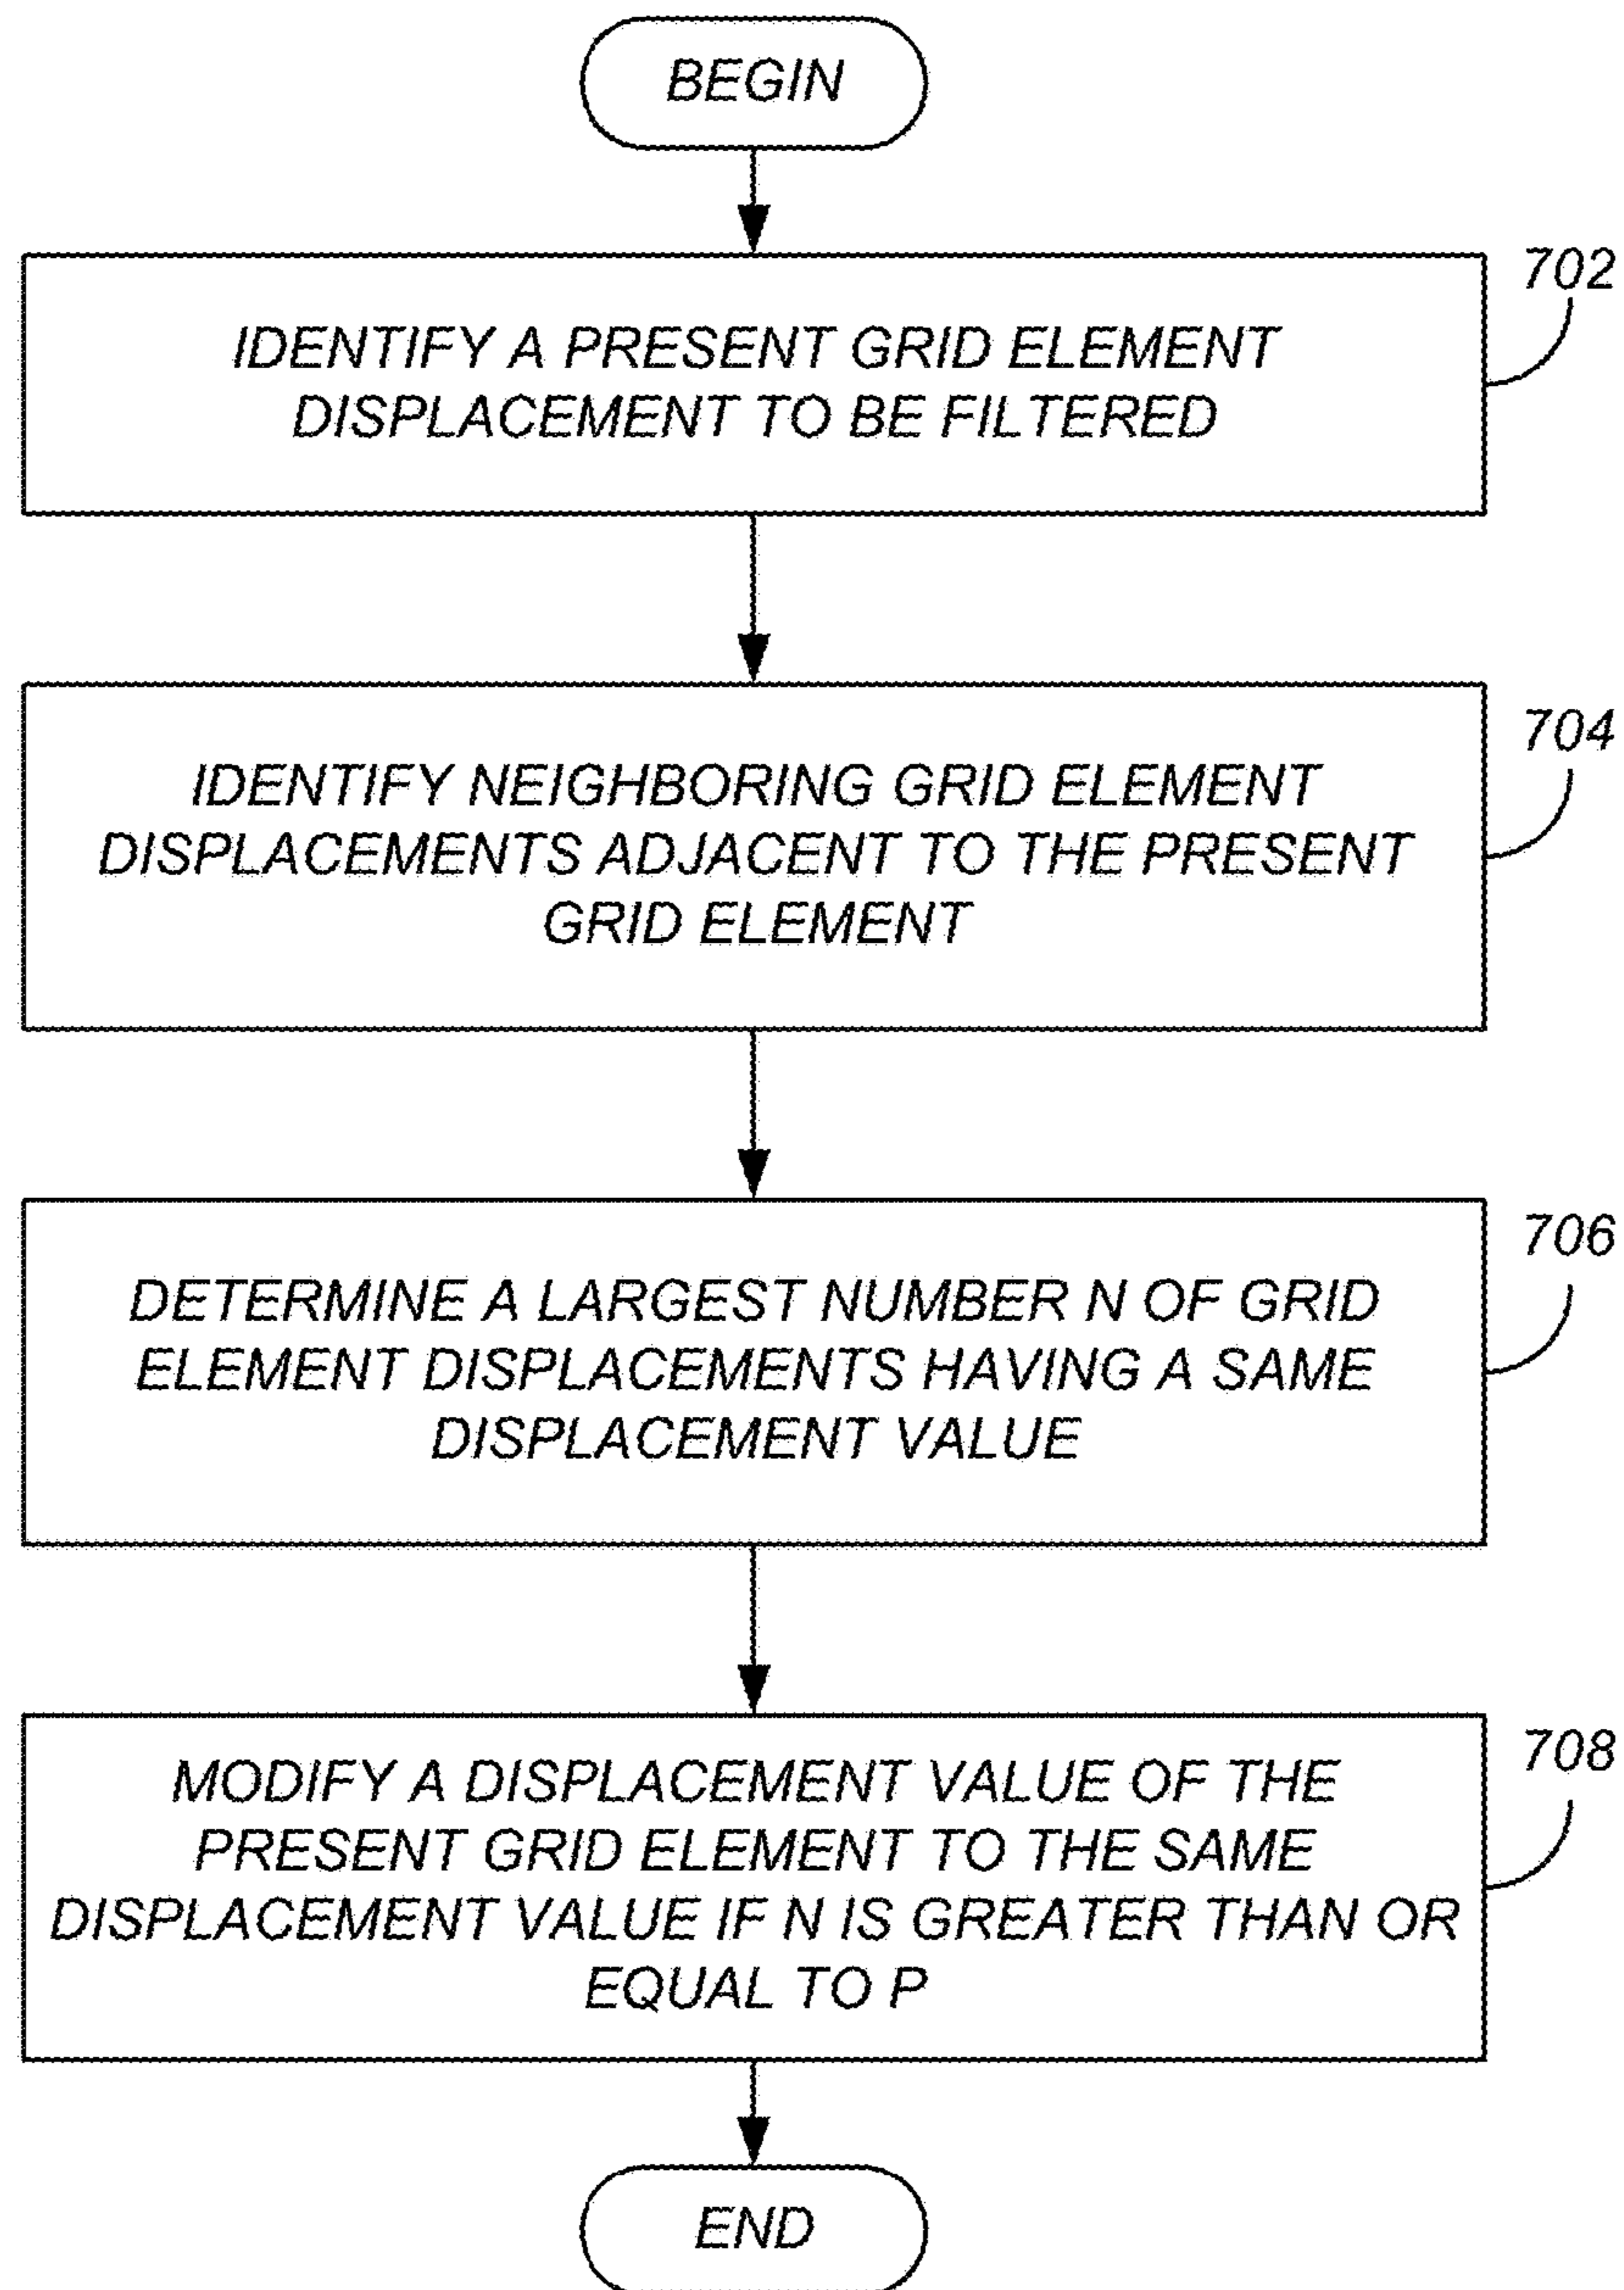 BEGIN
702
IDENTIFY A PRESENT GRID ELEMENT
DISPLACEMENT TO BE FILTERED
704
IDENTIFY NEIGHBORING GRID ELEMENT
DISPLACEMENTS ADJACENT TO THE PRESENT
GRID ELEMENT
706
DETERMINE A LARGEST NUMBER N OF GRID
ELEMENT DISPLACEMENTS HAVING A SAME
DISPLACEMENT VALUE
708
MODIFY A DISPLACEMENT VALUE OF THE
PRESENT GRID ELEMENT TO THE SAME
DISPLACEMENT VALUE IF N IS GREATER THAN OR
EQUAL TO P
END